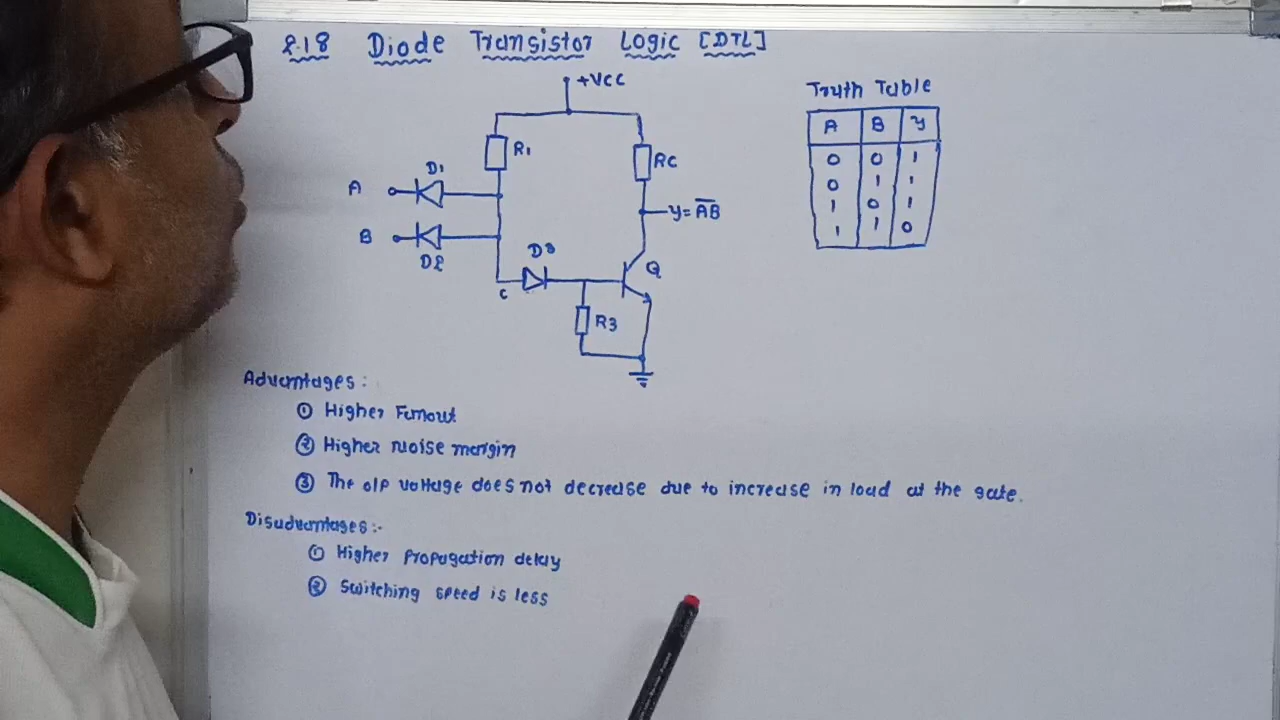 2.18 Diode Transistor Logic [DTL]
+VCC
R1
RC
D1
A
Y = A̅B̅
B
D2
D3
Q
C
R3
Truth Table
A B Y
0 0 1
0 1 1
1 0 1
1 1 0
Advantages:
① Higher Fanout
② Higher noise margin
③ The o/p voltage does not decrease due to increase in load at the gate.
Disadvantages:-
① Higher propagation delay
② Switching speed is less